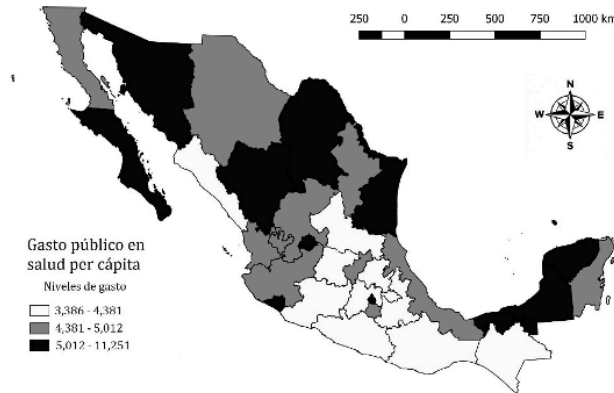 250 0 250 500 750 1000 km
N
W E
S
Gasto público en
salud per cápita
Niveles de gasto
3,386 - 4,381
4,381 - 5,012
5,012 - 11,251